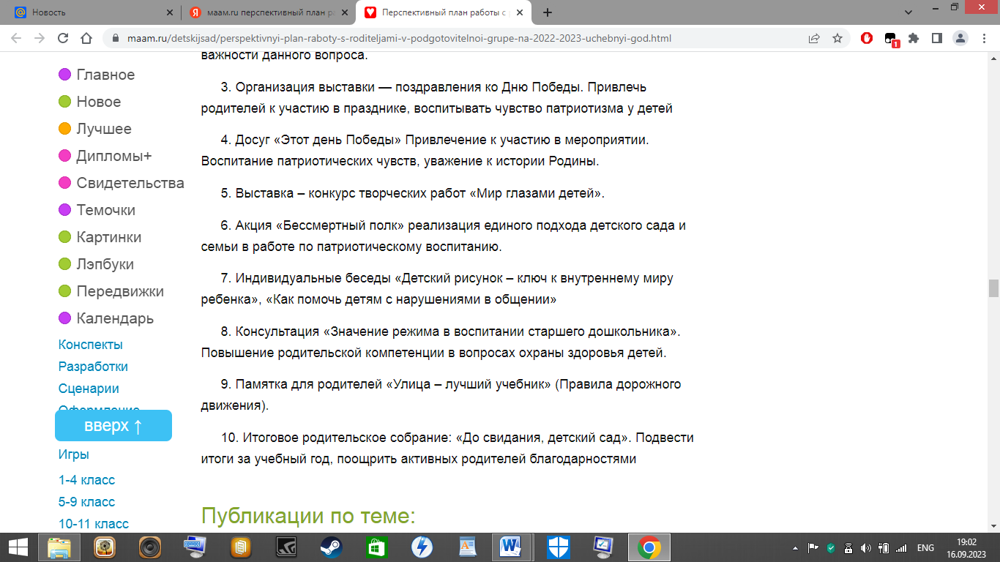 Новость
маам.ru перспективный план ра
Перспективный план работы с р
maam.ru/detskijsad/perspektivnyi-plan-raboty-s-roditeljami-v-podgotovitelnoi-grupe-na-2022-2023-uchebnyi-god.html
1
Главное
Новое
Лучшее
Дипломы+
Свидетельства
Темочки
Картинки
Лэпбуки
Передвижки
Календарь
Конспекты
Разработки
Сценарии
Оформление
вверх ↑
Игры
1-4 класс
5-9 класс
10-11 класс
важности данного вопроса.
3. Организация выставки — поздравления ко Дню Победы. Привлечь
родителей к участию в празднике, воспитывать чувство патриотизма у детей
4. Досуг «Этот день Победы» Привлечение к участию в мероприятии.
Воспитание патриотических чувств, уважение к истории Родины.
5. Выставка – конкурс творческих работ «Мир глазами детей».
6. Акция «Бессмертный полк» реализация единого подхода детского сада и
семьи в работе по патриотическому воспитанию.
7. Индивидуальные беседы «Детский рисунок – ключ к внутреннему миру
ребенка», «Как помочь детям с нарушениями в общении»
8. Консультация «Значение режима в воспитании старшего дошкольника».
Повышение родительской компетенции в вопросах охраны здоровья детей.
9. Памятка для родителей «Улица – лучший учебник» (Правила дорожного
движения).
10. Итоговое родительское собрание: «До свидания, детский сад». Подвести
итоги за учебный год, поощрить активных родителей благодарностями
Публикации по теме:
ENG
19:02
16.09.2023